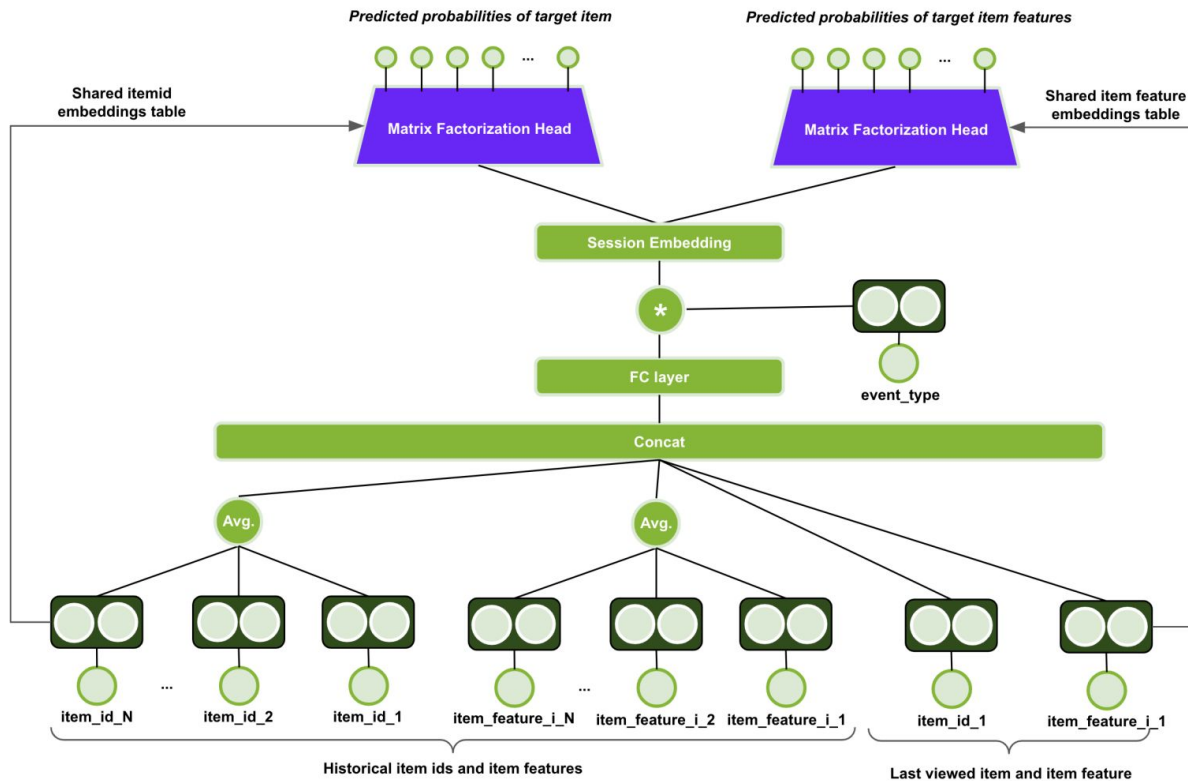 Predicted probabilities of target item
Predicted probabilities of target item features
...
...
Shared itemid
embeddings table
Shared item feature
embeddings table
Matrix Factorization Head
Matrix Factorization Head
Session Embedding
*
FC layer
event_type
Concat
Avg.
Avg.
...
...
item_id_N
item_id_2
item_id_1
item_feature_i_N
item_feature_i_2
item_feature_i_1
item_id_1
item_feature_i_1
Historical item ids and item features
Last viewed item and item feature